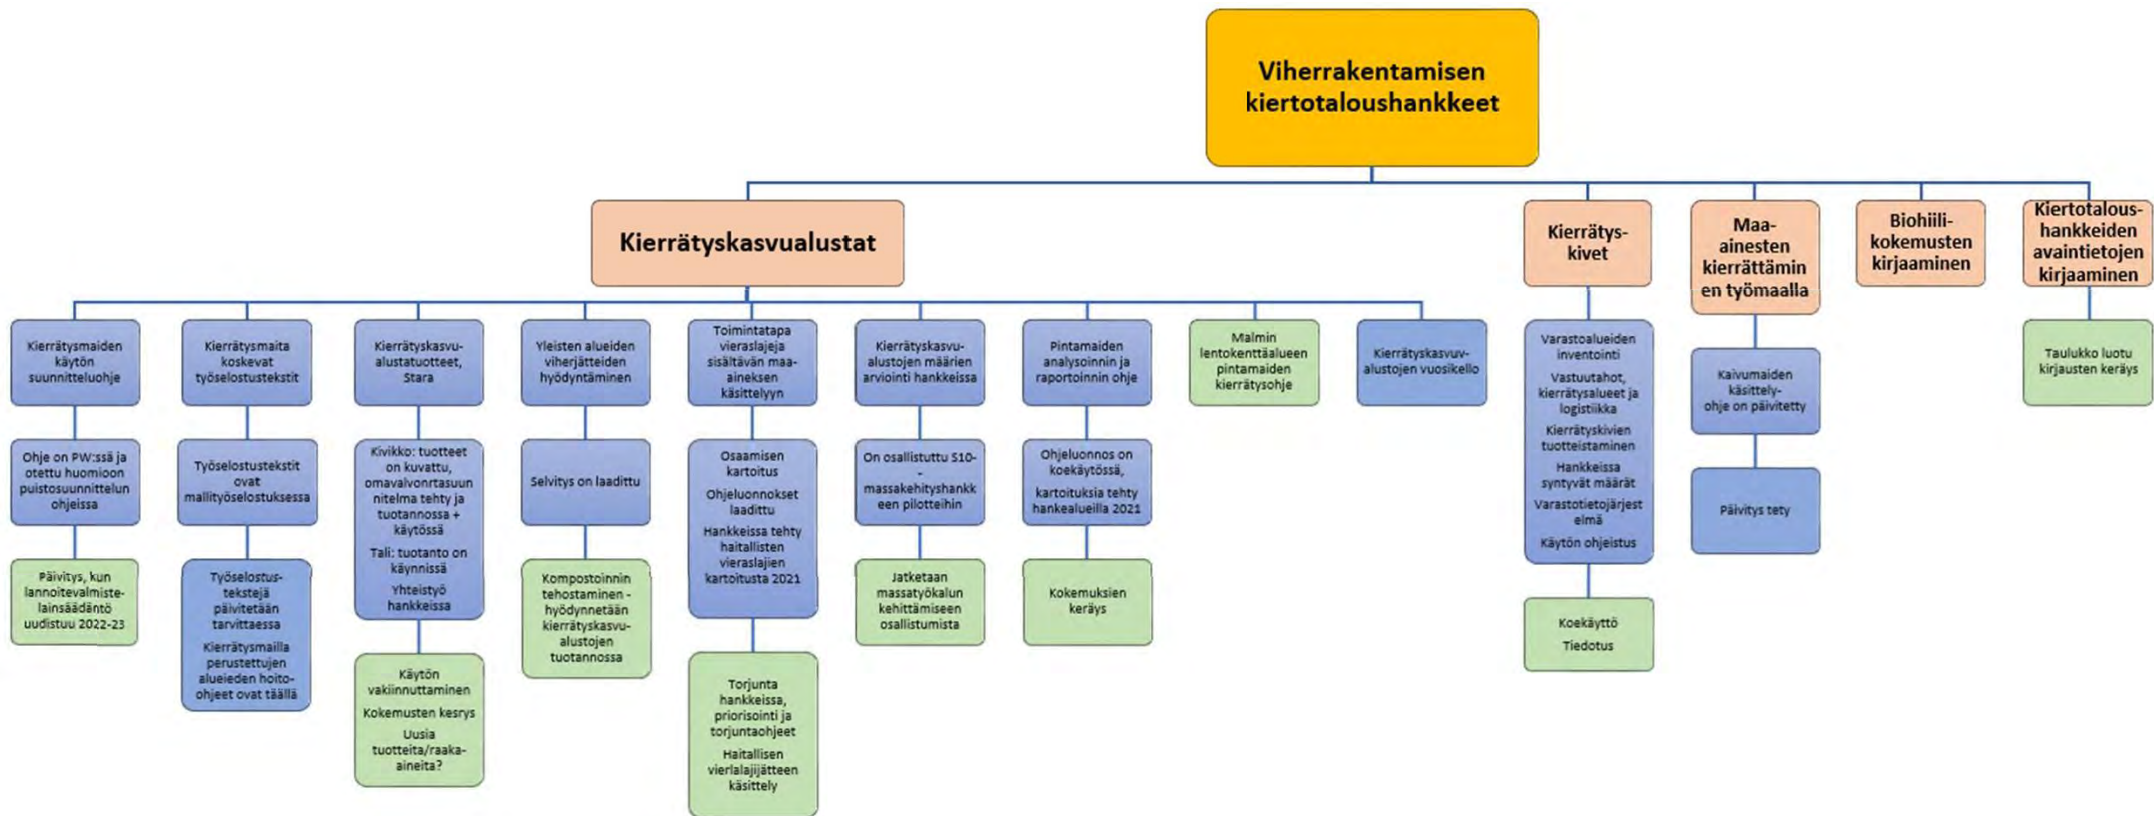 Viherrakentamisen
kiertotaloushankkeet
Kierrätyskasvualustat
Kierrätys-
kivet
Maa-
ainesten
kierrättämin
en työmaalla
Biohiili-
kokemusten
kirjaaminen
Kiertotalous-
hankkeiden
avaintietojen
kirjaaminen
Kierrätysmaiden
käytön
suunnitteluohje
Ohje on PW:ssä ja
otettu huomioon
puistosuunnittelun
ohjeissa
Päivitys, kun
lannoitevalmiste-
lainsäädäntö
uudistuu 2022-23
Kierrätysmaita
koskevat
työselostustekstit
Työselostustekstit
ovat
mallityöselostuksessa
Työselostus-
tekstejä
päivitetään
tarvittaessa
Kierrätysmailla
perustettujen
alueieden hoito-
ohjeet ovat täällä
Kierrätyskasvu-
alustatuotteet,
Stara
Kivikko: tuotteet
on kuvattu,
omavalvonrtasuun
nitelma tehty ja
tuotannossa +
käytössä
Tali: tuotanto on
käynnissä
Yhteistyö
hankkeissa
Käytön
vakiinnuttaminen
Kokemusten kesrys
Uusia
tuotteita/raaka-
aineita?
Yleisten alueiden
viherjätteiden
hyödyntäminen
Selvitys on laadittu
Kompostoinnin
tehostaminen -
hyödynnetään
kierrätyskasvu-
alustojen
tuotannossa
Toimintatapa
vieraslajeja
sisältävän maa-
aineksen
käsittelyyn
Osaamisen
kartoitus
Ohjeluonnokset
laadittu
Hankkeissa tehty
haitallisten
vieraslajien
kartoitusta 2021
Torjunta
hankkeissa,
priorisointi ja
torjuntaohjeet
Haitallisen
vierlalajijätteen
käsittely
Kierrätyskasvu-
alustojen määrien
arviointi hankkeissa
On osallistuttu S10-
-
massakehityshankk
een pilotteihin
Jatketaan
massatyökalun
kehittämiseen
osallistumista
Pintamaiden
analysoinnin ja
raportoinnin ohje
Ohjeluonnos on
koekäytössä,
kartoituksia tehty
hankealueilla 2021
Kokemuksien
keräys
Malmin
lentokenttäalueen
pintamaiden
kierrätysohje
Kierrätyskasvuv-
alustojen vuosikello
Varastoalueiden
inventointi
Vastuutahot,
kierrätysalueet ja
logistiikka
Kierrätyskivien
tuotteistaminen
Hankkeissa
syntyvät määrät
Varastotietojärjest
elmä
Käytön ohjeistus
Koekäyttö
Tiedotus
Kaivumaiden
käsittely-
ohje on päivitetty
Päivitys tety
Taulukko luotu
kirjausten keräys